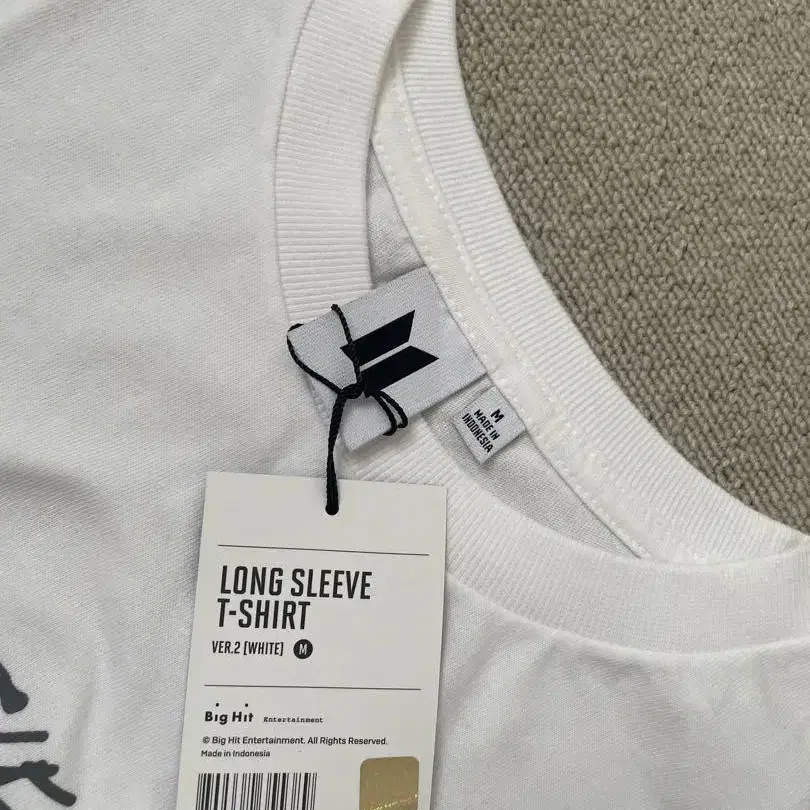 M
MADE IN
INDONESIA
LONG SLEEVE
T-SHIRT
VER.2 [WHITE] M
Big Hit Entertainment
© Big Hit Entertainment. All Rights Reserved.
Made in Indonesia